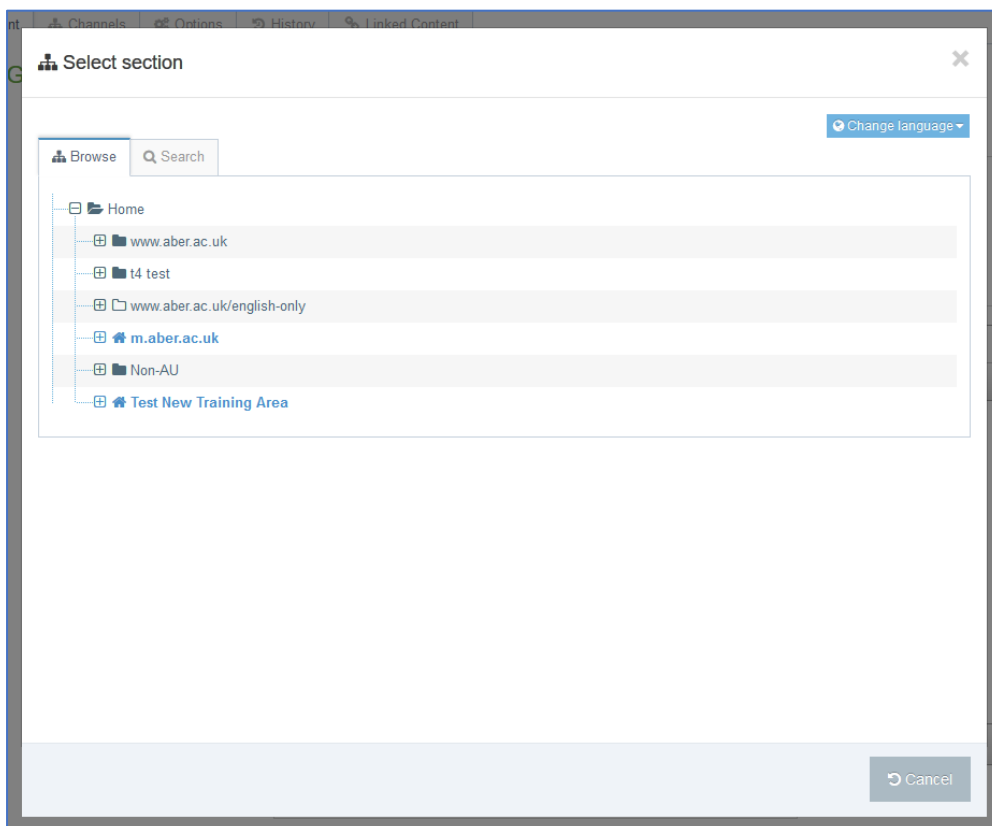 nt Channels Options History Linked Content
Select section
G
Change language
Browse Search
Home
www.aber.ac.uk
t4 test
www.aber.ac.uk/english-only
m.aber.ac.uk
Non-AU
Test New Training Area
Cancel